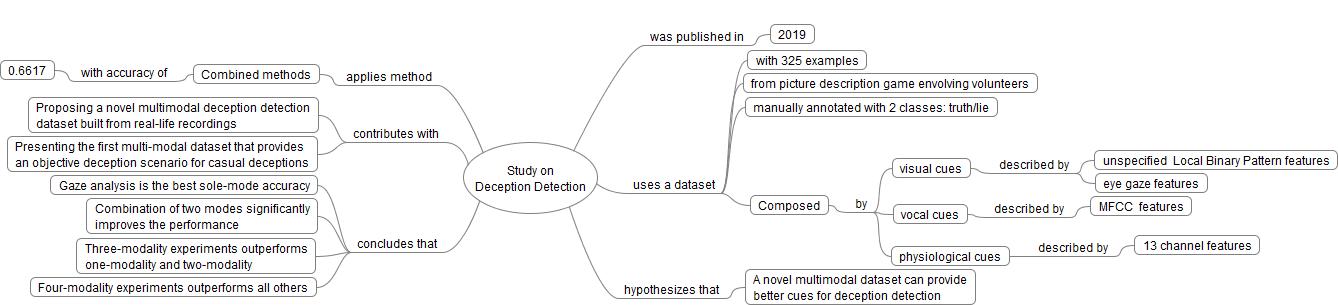 was published in
2019
0.6617
with accuracy of
Combined methods
applies method
with 325 examples
from picture description game envolving volunteers
manually annotated with 2 classes: truth/lie
Proposing a novel multimodal deception detection
dataset built from real-life recordings
contributes with
Presenting the first multi-modal dataset that provides
an objective deception scenario for casual deceptions
Study on
Deception Detection
uses a dataset
Composed
by
visual cues
described by
unspecified Local Binary Pattern features
eye gaze features
vocal cues
described by
MFCC features
physiological cues
described by
13 channel features
Gaze analysis is the best sole-mode accuracy
Combination of two modes significantly
improves the performance
concludes that
Three-modality experiments outperforms
one-modality and two-modality
Four-modality experiments outperforms all others
hypothesizes that
A novel multimodal dataset can provide
better cues for deception detection